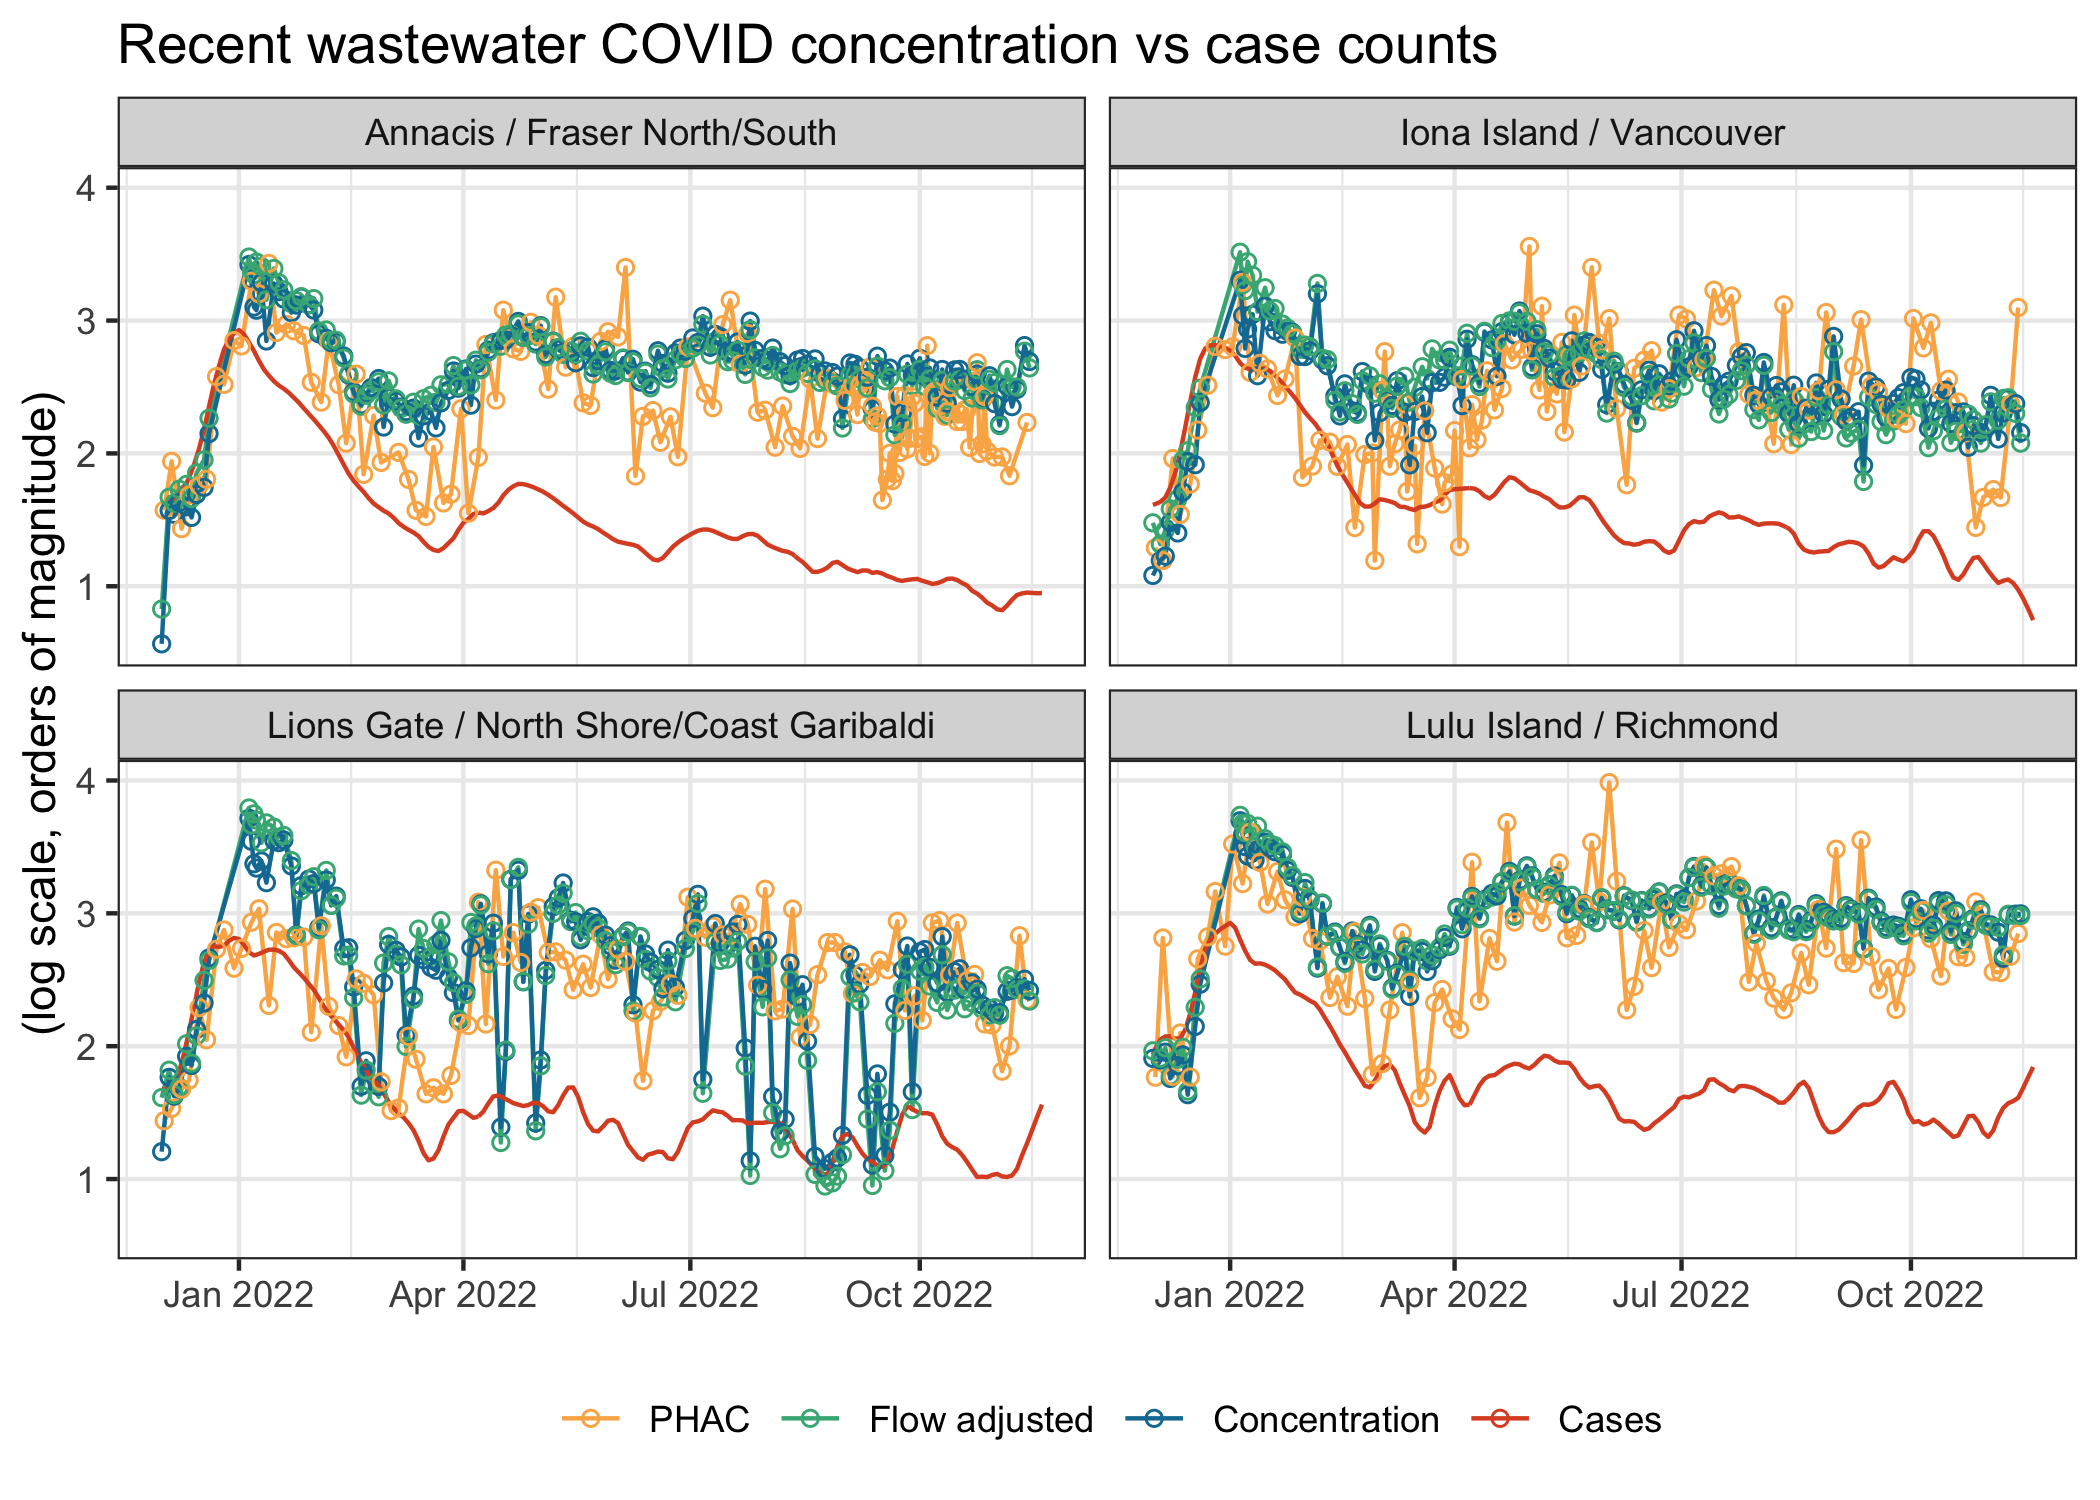 Recent wastewater COVID concentration vs case counts
Annacis / Fraser North/South
Iona Island / Vancouver
(log scale, orders of magnitude)
4
3
2
1
Lions Gate / North Shore/Coast Garibaldi
Lulu Island / Richmond
4
3
2
1
Jan 2022 Apr 2022 Jul 2022 Oct 2022
Jan 2022 Apr 2022 Jul 2022 Oct 2022
PHAC Flow adjusted Concentration Cases